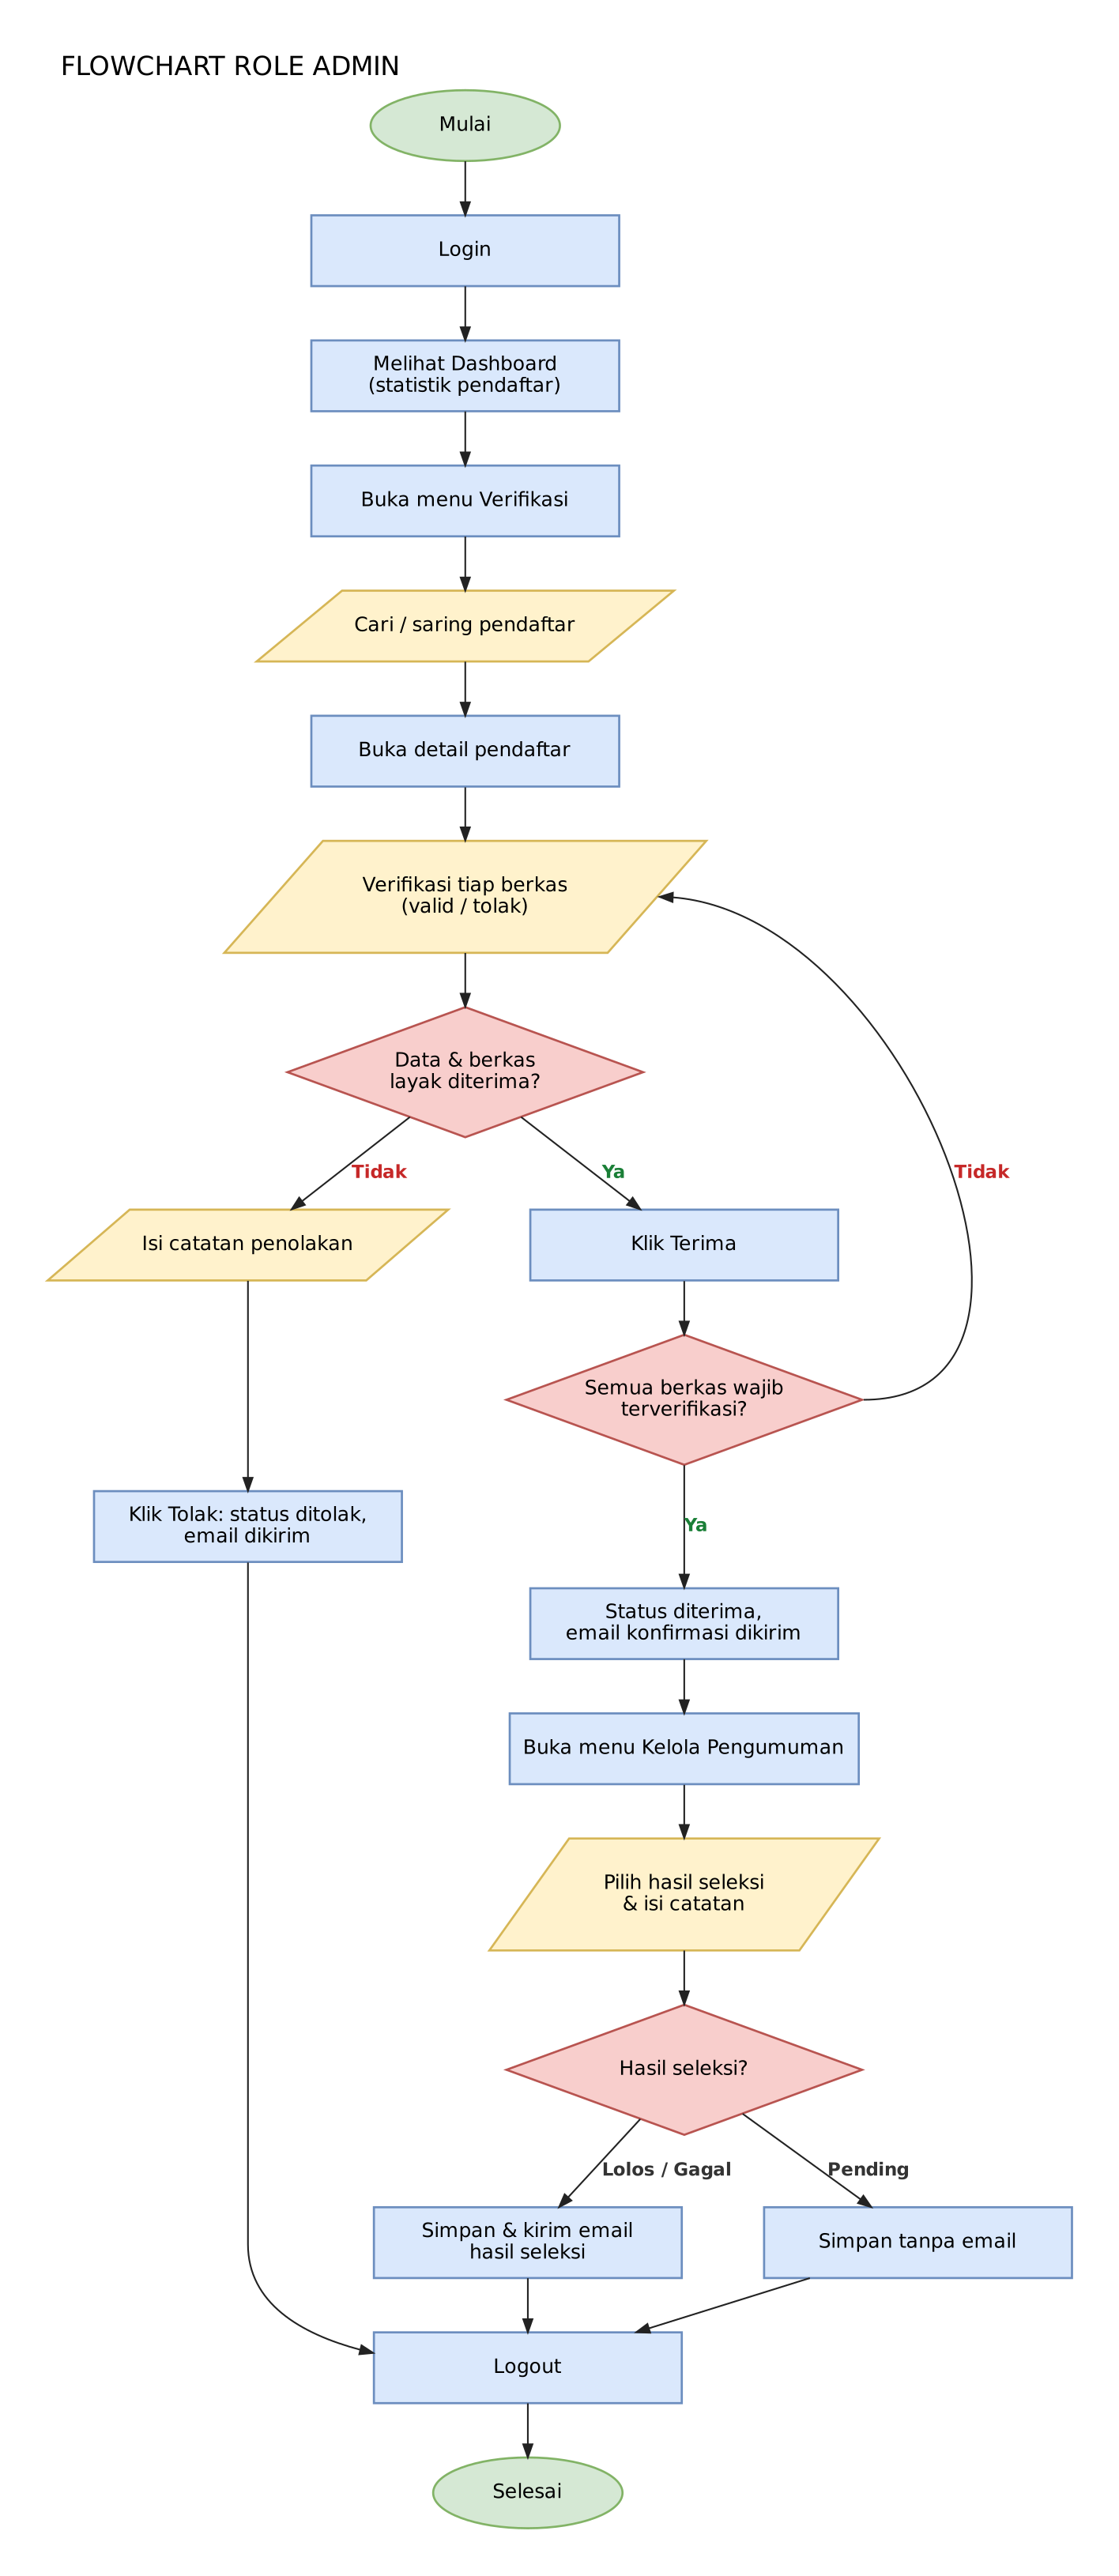 FLOWCHART ROLE ADMIN
Mulai
Login
Melihat Dashboard
(statistik pendaftar)
Buka menu Verifikasi
Cari / saring pendaftar
Buka detail pendaftar
Verifikasi tiap berkas
(valid / tolak)
Data & berkas
layak diterima?
Tidak
Ya
Tidak
Isi catatan penolakan
Klik Terima
Semua berkas wajib
terverifikasi?
Klik Tolak: status ditolak,
email dikirim
Ya
Status diterima,
email konfirmasi dikirim
Buka menu Kelola Pengumuman
Pilih hasil seleksi
& isi catatan
Hasil seleksi?
Lolos / Gagal
Pending
Simpan & kirim email
hasil seleksi
Simpan tanpa email
Logout
Selesai